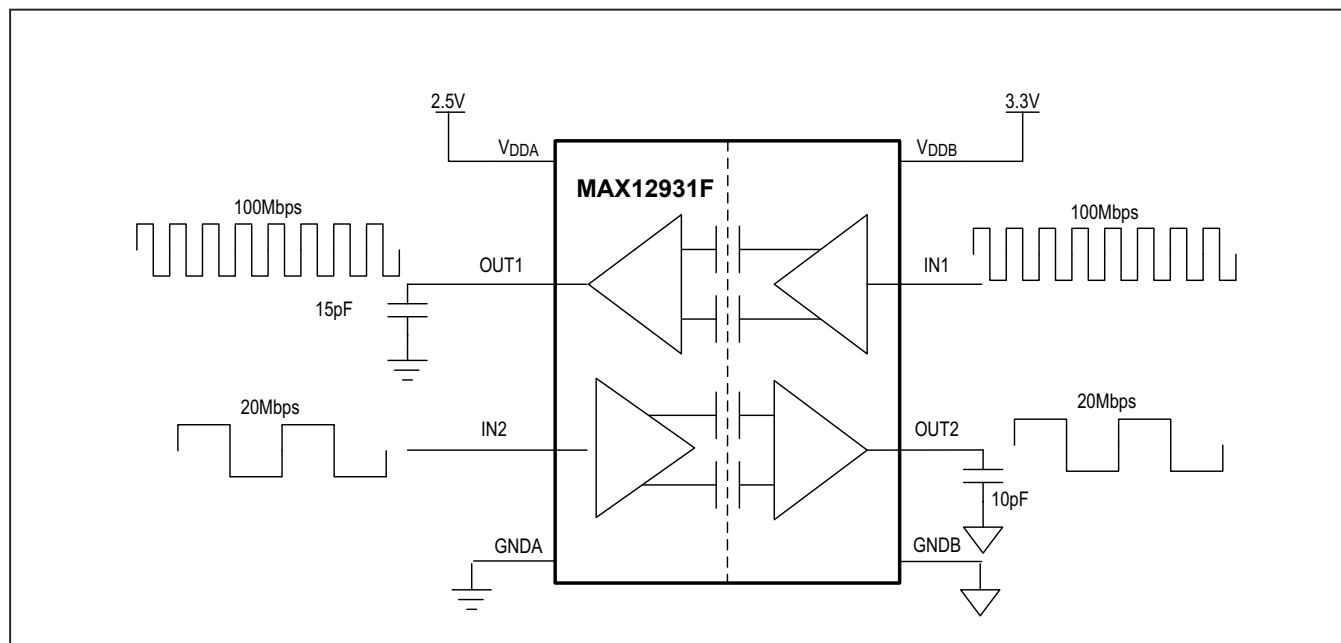 2.5V
3.3V
VDDA
VDDB
MAX12931F
100Mbps
100Mbps
OUT1
IN1
15pF
20Mbps
20Mbps
IN2
OUT2
10pF
GNDA
GNDB